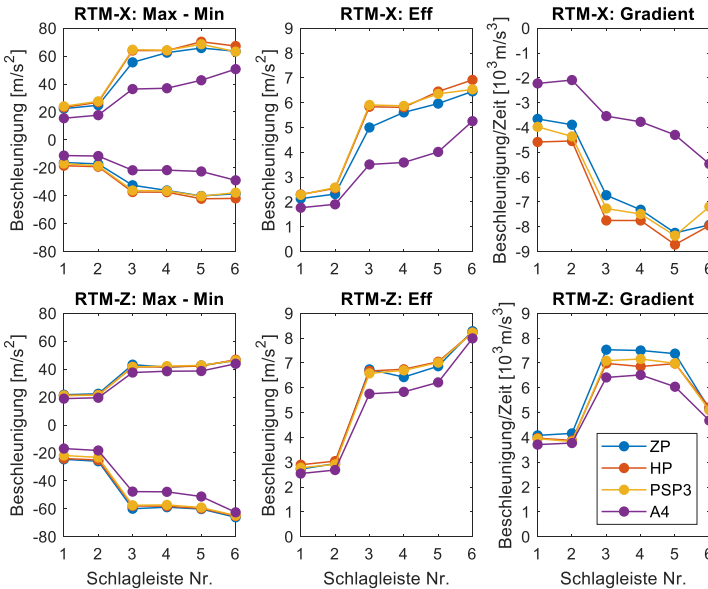 RTM-X: Max - Min
Beschleunigung [m/s²]
80
60
40
20
0
-20
-40
-60
-80
1 2 3 4 5 6
RTM-X: Eff
Beschleunigung [m/s²]
9
8
7
6
5
4
3
2
1
0
1 2 3 4 5 6
RTM-X: Gradient
Beschleunigung/Zeit [10³m/s³]
0
-1
-2
-3
-4
-5
-6
-7
-8
-9
1 2 3 4 5 6
RTM-Z: Max - Min
Beschleunigung [m/s²]
80
60
40
20
0
-20
-40
-60
-80
1 2 3 4 5 6
Schlagleiste Nr.
RTM-Z: Eff
Beschleunigung [m/s²]
9
8
7
6
5
4
3
2
1
0
1 2 3 4 5 6
Schlagleiste Nr.
RTM-Z: Gradient
Beschleunigung/Zeit [10³m/s³]
9
8
7
6
5
4
3
2
1
0
1 2 3 4 5 6
Schlagleiste Nr.
ZP
HP
PSP3
A4